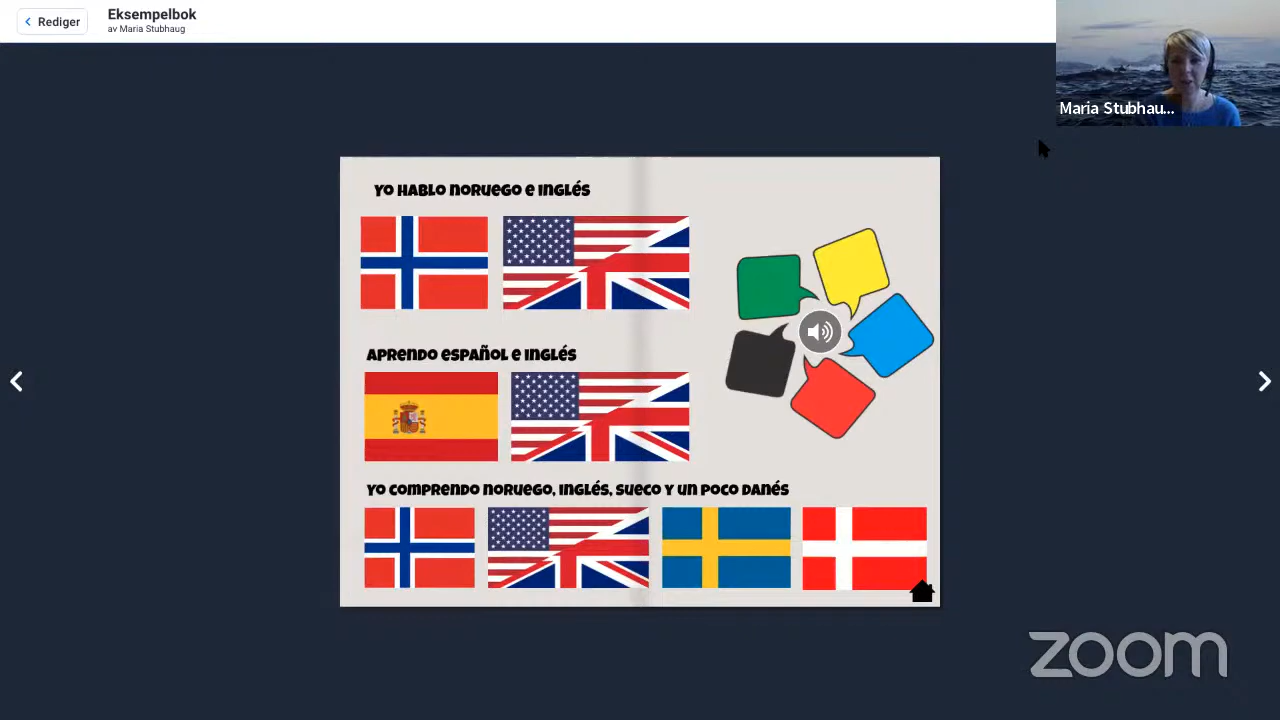 Rediger
Eksempelbok
av Maria Stubhaug
Maria Stubhau...
Yo hablo noruego e inglés
Aprendo español e inglés
Yo comprendo noruego, inglés, sueco y un poco danés
zoom